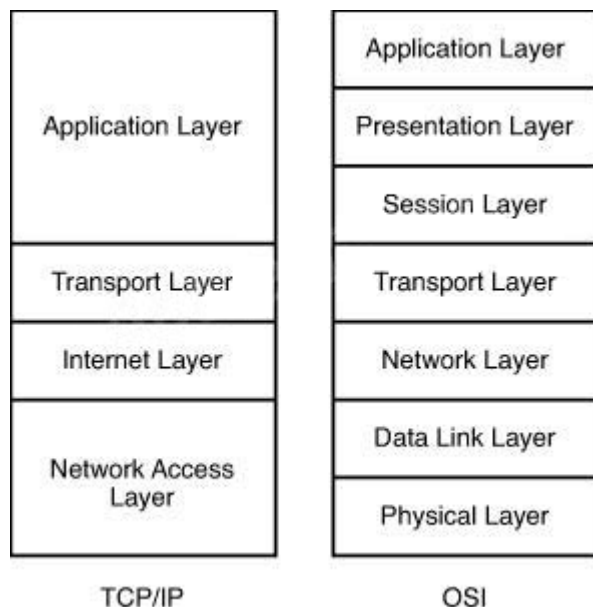 Application Layer
Transport Layer
Internet Layer
Network Access
Layer
TCP/IP
Application Layer
Presentation Layer
Session Layer
Transport Layer
Network Layer
Data Link Layer
Physical Layer
OSI